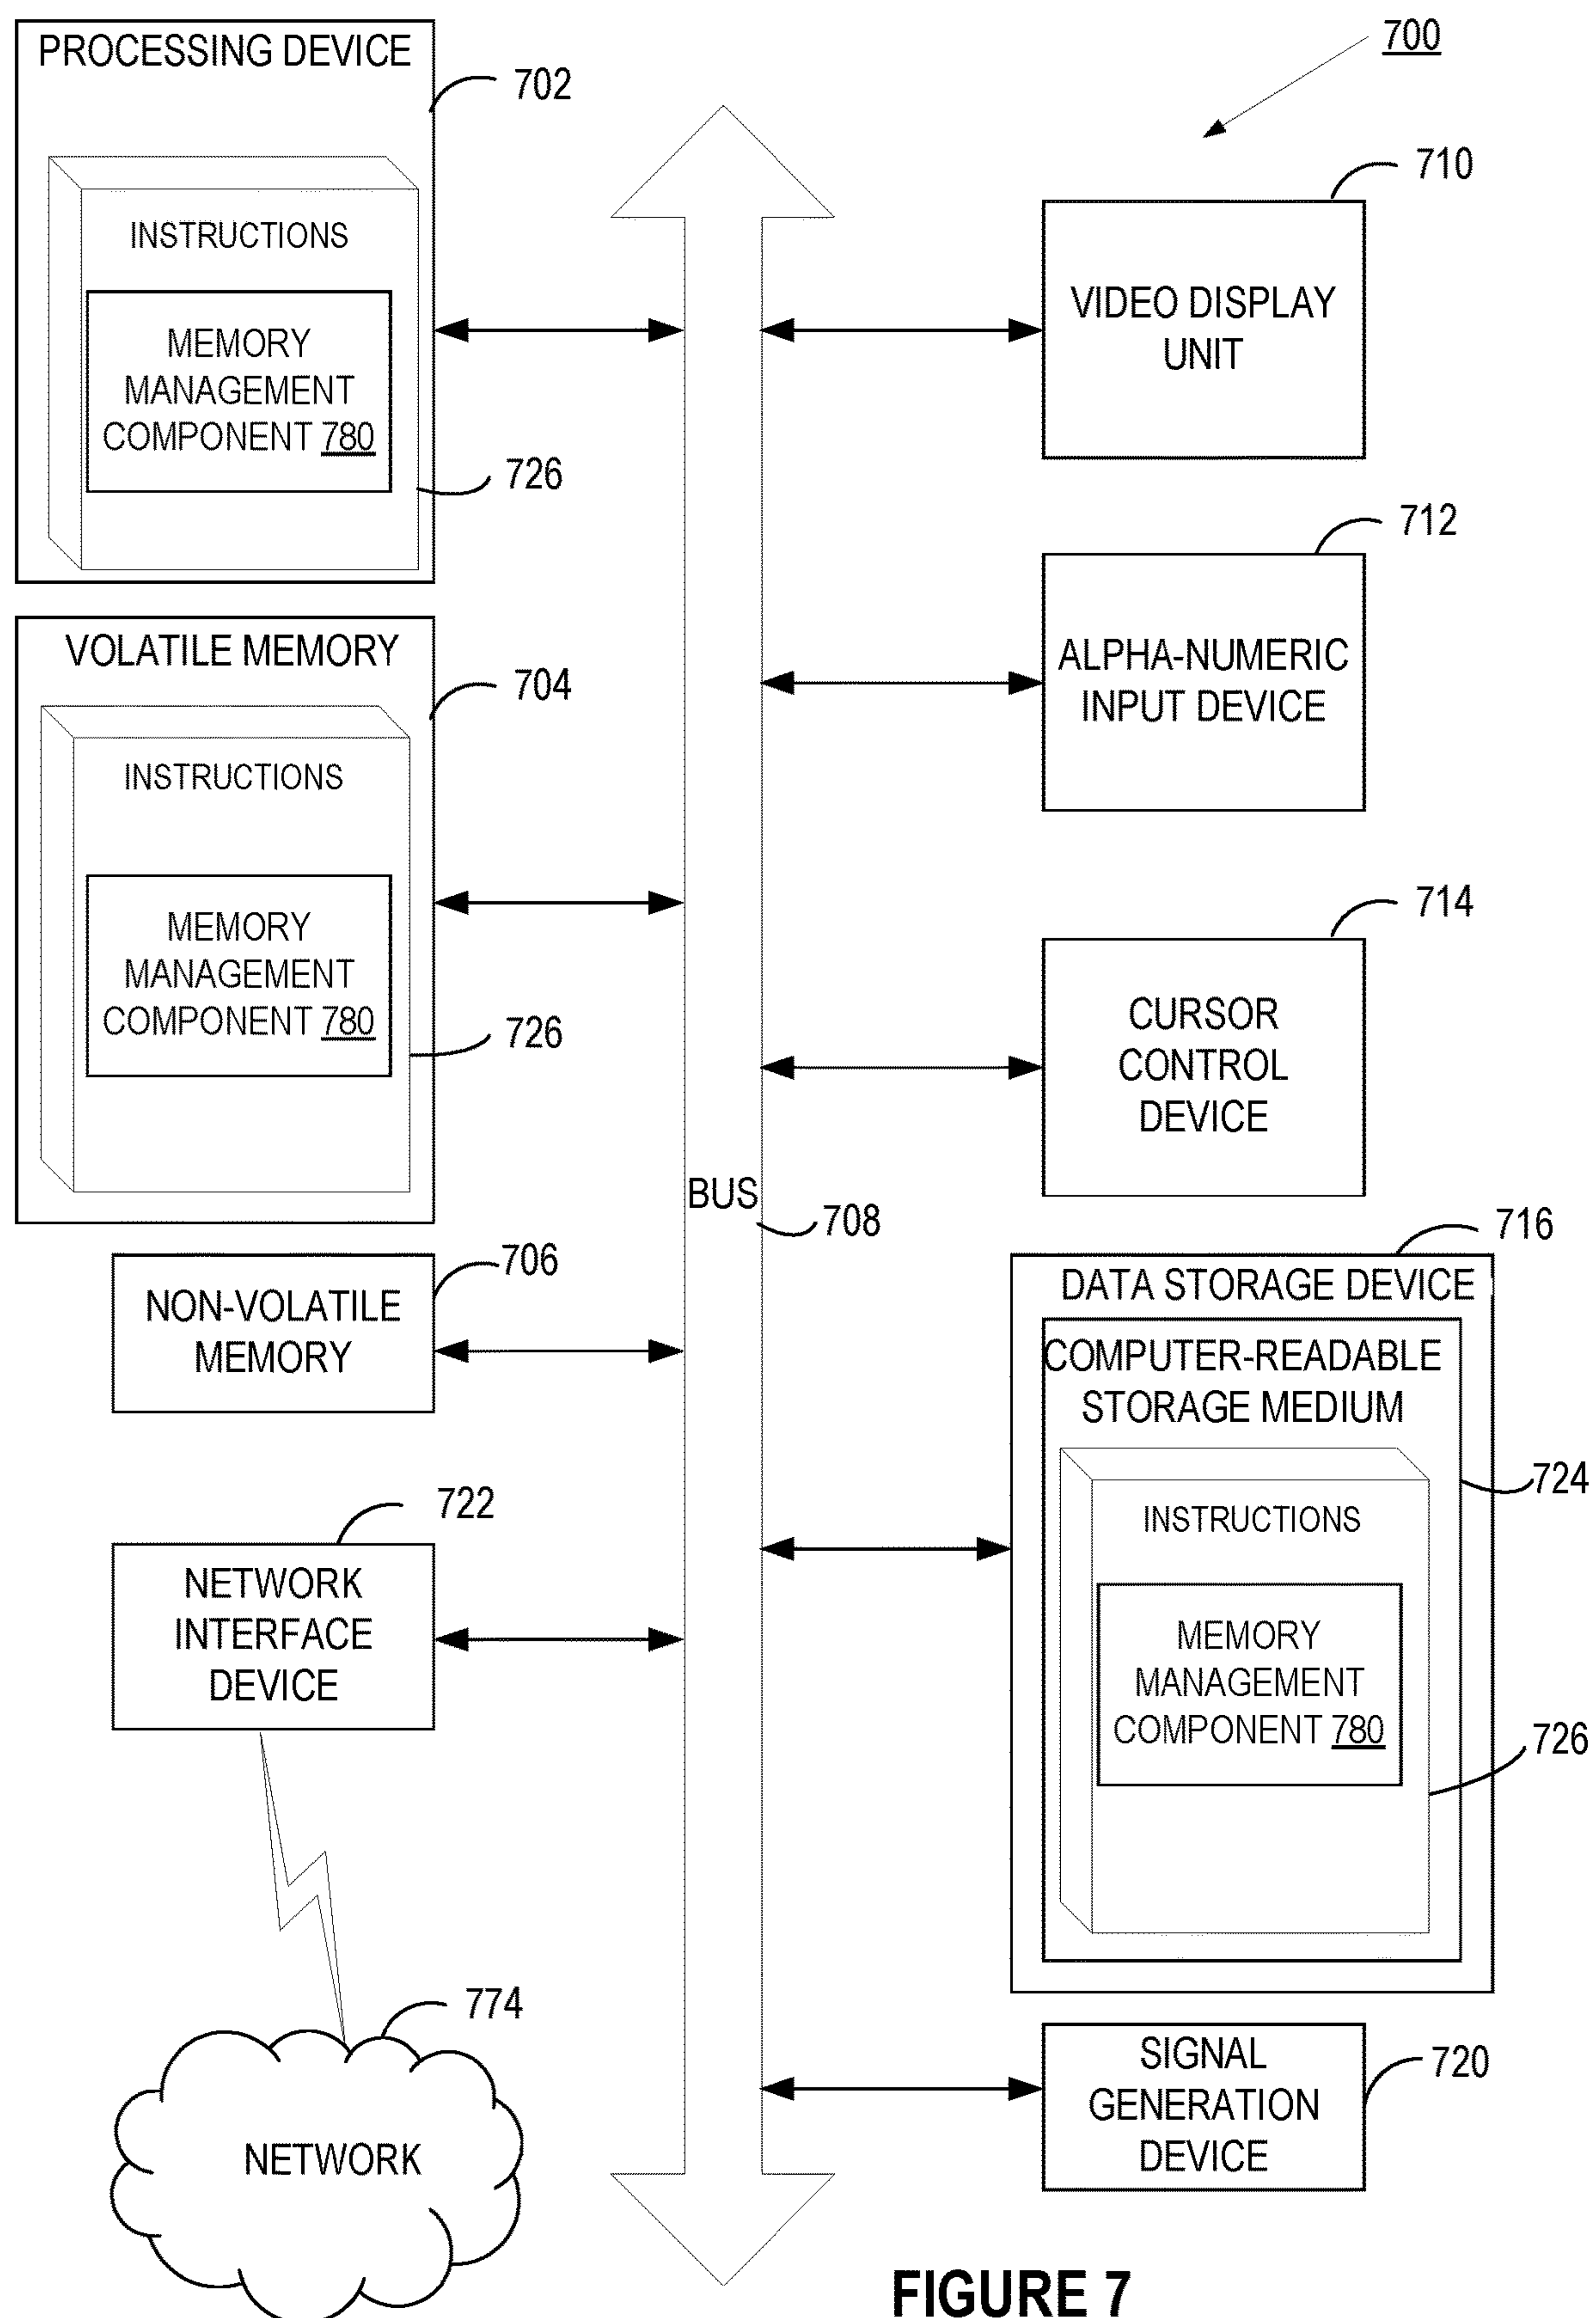 700
PROCESSING DEVICE
702
INSTRUCTIONS
MEMORY
MANAGEMENT
COMPONENT 780
726
VOLATILE MEMORY
704
INSTRUCTIONS
MEMORY
MANAGEMENT
COMPONENT 780
726
NON-VOLATILE
MEMORY
706
722
NETWORK
INTERFACE
DEVICE
774
NETWORK
BUS
708
710
VIDEO DISPLAY
UNIT
712
ALPHA-NUMERIC
INPUT DEVICE
714
CURSOR
CONTROL
DEVICE
716
DATA STORAGE DEVICE
COMPUTER-READABLE
STORAGE MEDIUM
724
INSTRUCTIONS
MEMORY
MANAGEMENT
COMPONENT 780
726
SIGNAL
GENERATION
DEVICE
720
FIGURE 7